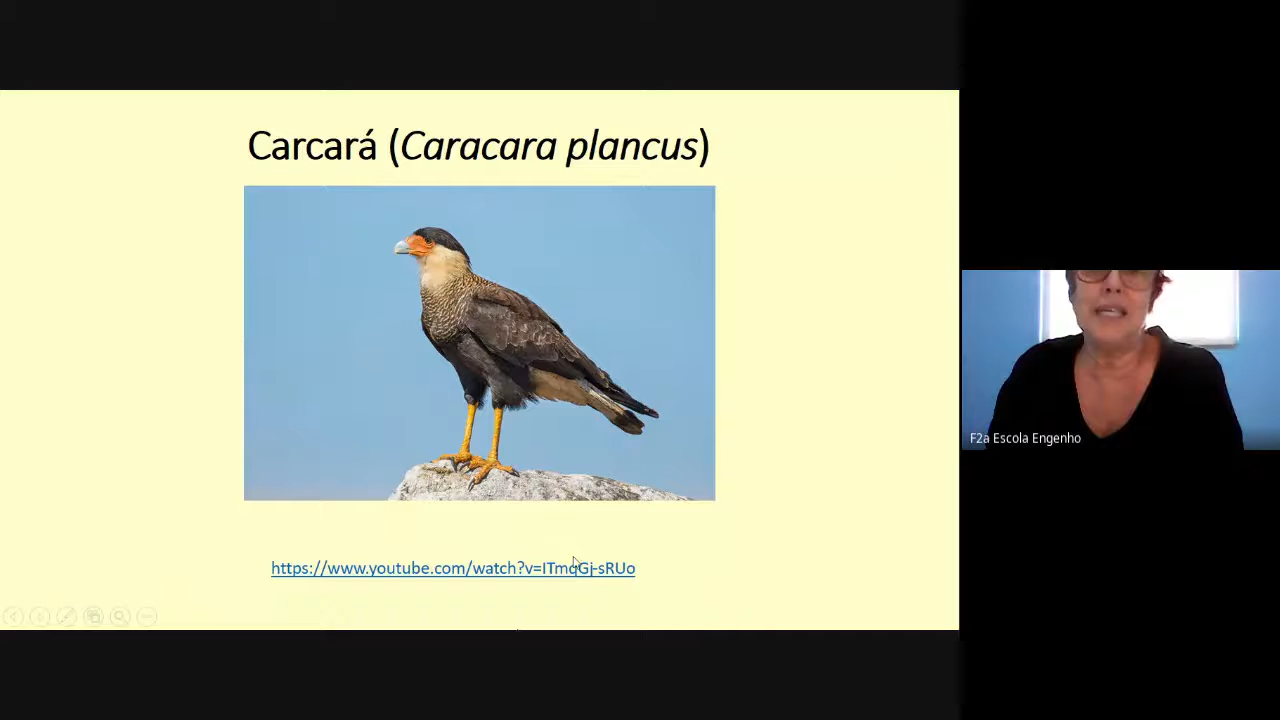 Carcará (Caracara plancus)
https://www.youtube.com/watch?v=ITmqGj-sRUo
F2a Escola Engenho